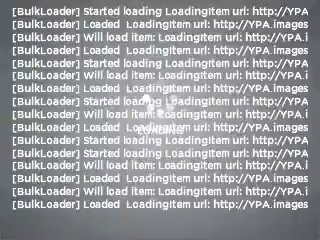 [BulkLoader] Started loading LoadingItem url: http://YPA
[BulkLoader] Loaded LoadingItem url: http://YPA.images
[BulkLoader] Will load item: LoadingItem url: http://YPA.i
[BulkLoader] Loaded LoadingItem url: http://YPA.images
[BulkLoader] Started loading LoadingItem url: http://YPA
[BulkLoader] Will load item: LoadingItem url: http://YPA.i
[BulkLoader] Loaded LoadingItem url: http://YPA.images
[BulkLoader] Started loading LoadingItem url: http://YPA
[BulkLoader] Will load item: LoadingItem url: http://YPA.i
[BulkLoader] Loaded LoadingItem url: http://YPA.images
[BulkLoader] Started loading LoadingItem url: http://YPA
[BulkLoader] Started loading LoadingItem url: http://YPA
[BulkLoader] Will load item: LoadingItem url: http://YPA.i
[BulkLoader] Loaded LoadingItem url: http://YPA.images
[BulkLoader] Will load item: LoadingItem url: http://YPA.i
[BulkLoader] Loaded LoadingItem url: http://YPA.images